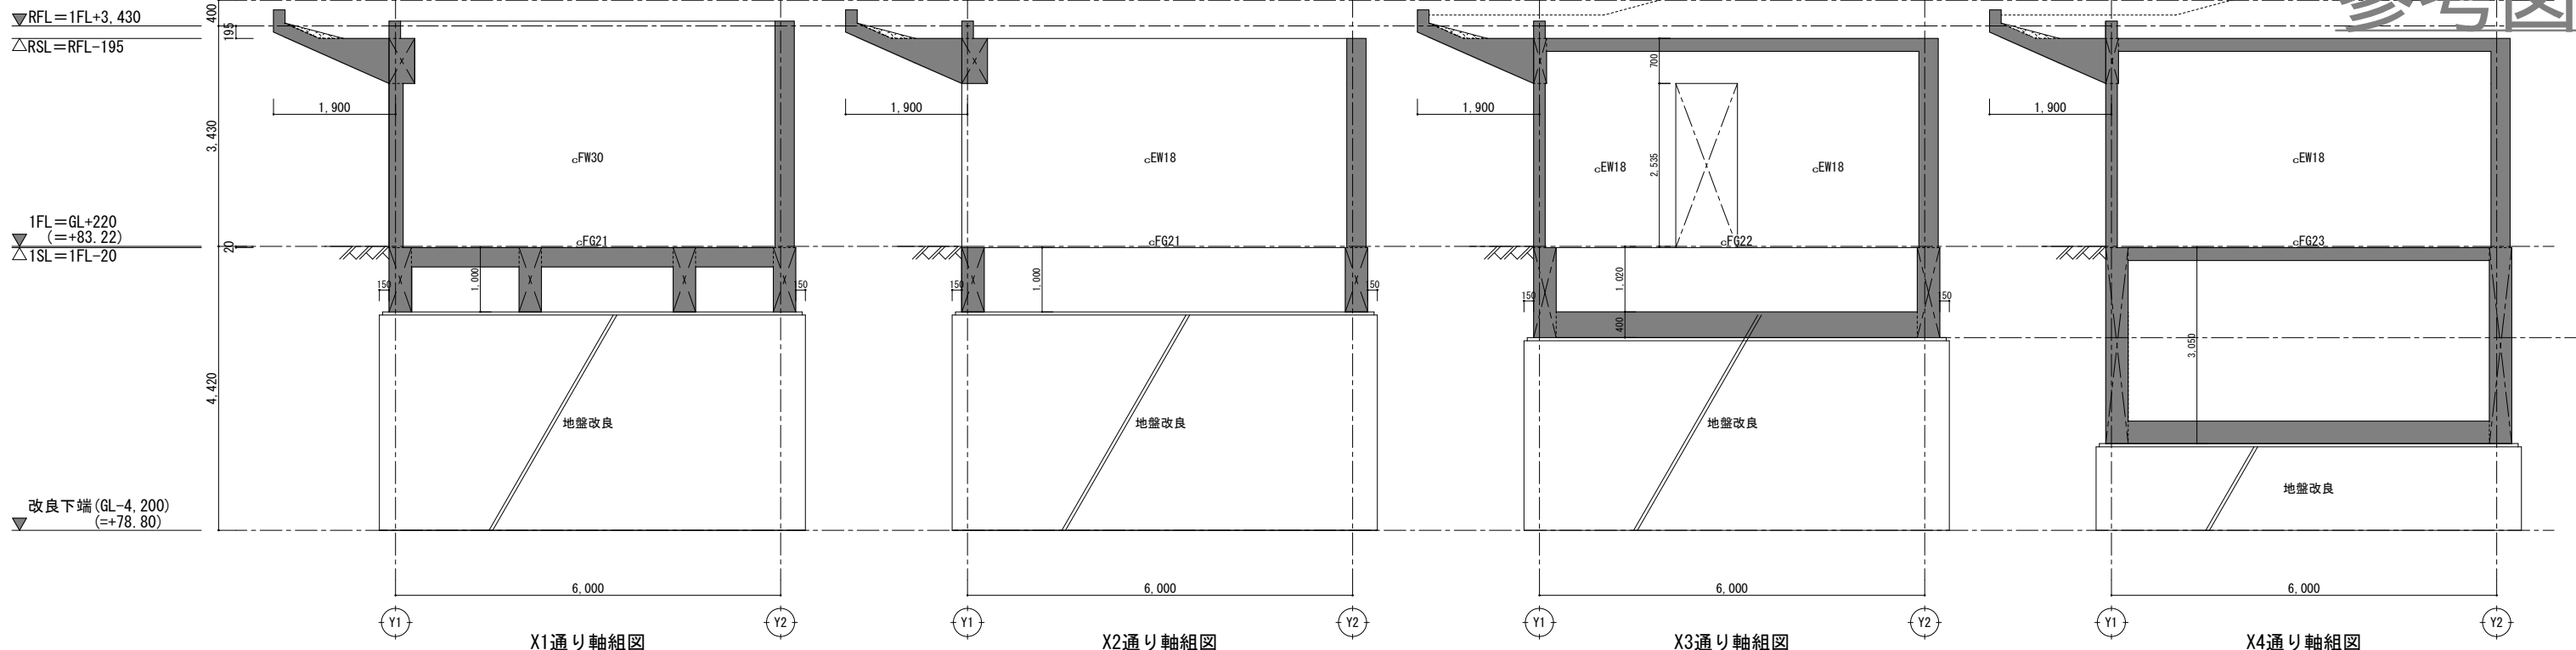 参考図
400
RFL=1FL+3,430
195
RSL=RFL-195
3,430
1FL=GL+220
(=+83.22)
20
1SL=1FL-20
4,420
改良下端(GL-4,200)
(=+78.80)
1,900
cFW30
cFG21
1,000
150
150
地盤改良
6,000
Y1
Y2
X1通り軸組図
1,900
cEW18
cFG21
1,000
150
地盤改良
6,000
Y1
Y2
X2通り軸組図
1,900
700
2,535
cEW18
cEW18
cFG22
1,020
400
150
150
地盤改良
6,000
Y1
Y2
X3通り軸組図
1,900
cEW18
cFG23
3,050
地盤改良
6,000
Y1
Y2
X4通り軸組図